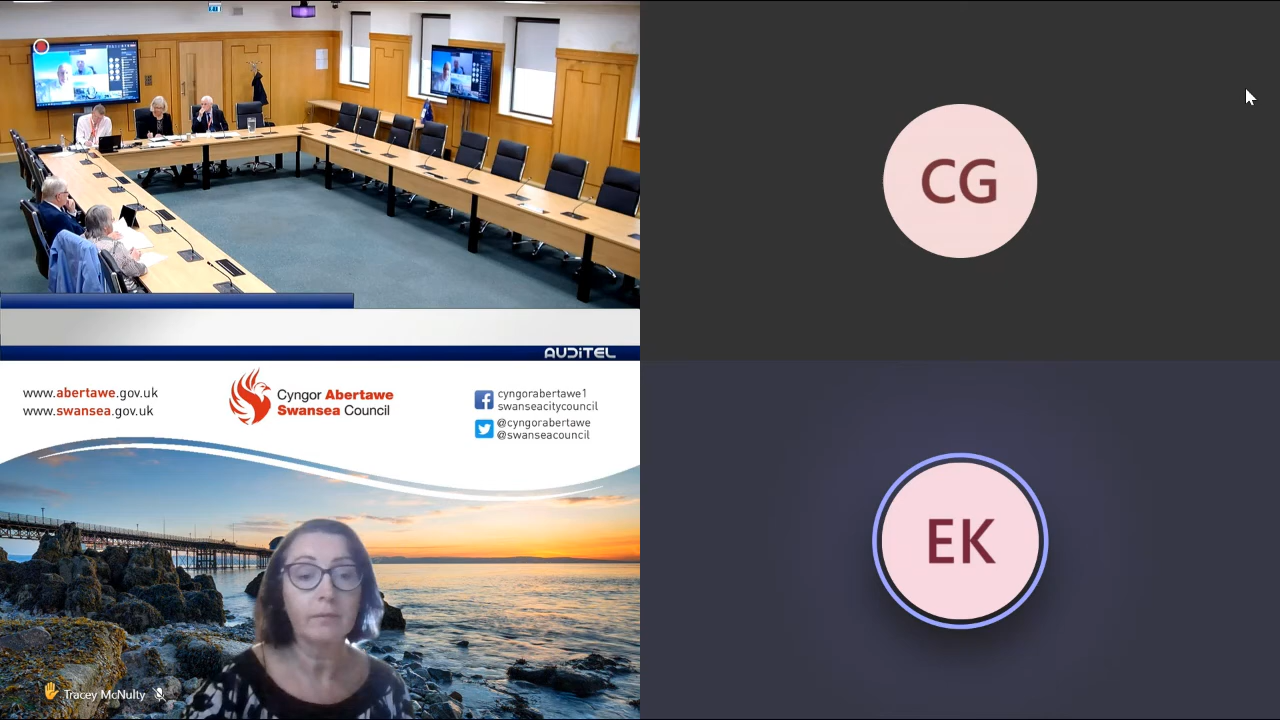 CG
AUDITEL
www.abertawe.gov.uk
www.swansea.gov.uk
Cyngor Abertawe
Swansea Council
cyngorabertawe1
swanseacitycouncil
@cyngorabertawe
@swanseacouncil
EK
Tracey McNulty